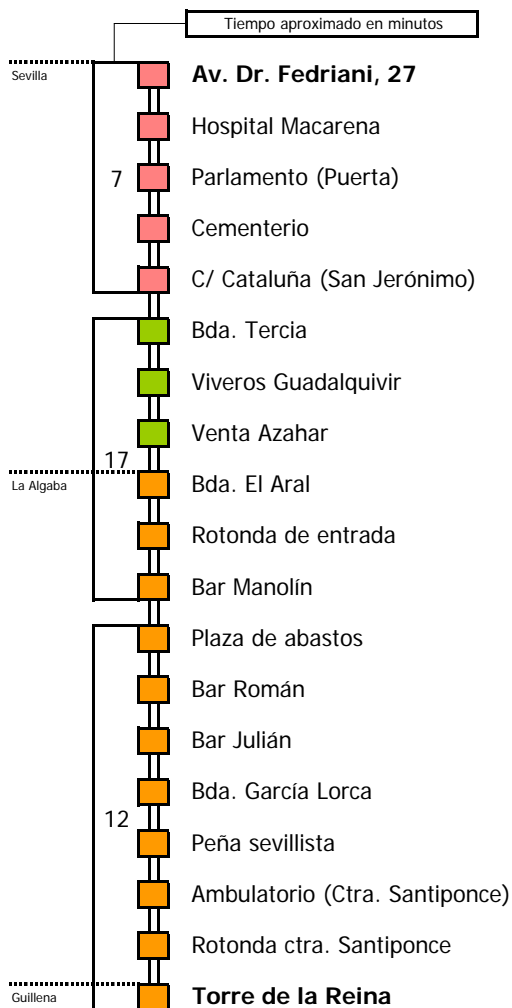 Tiempo aproximado en minutos
Sevilla
Av. Dr. Fedriani, 27
Hospital Macarena
7
Parlamento (Puerta)
Cementerio
C/ Cataluña (San Jerónimo)
Bda. Tercia
Viveros Guadalquivir
Venta Azahar
17
La Algaba
Bda. El Aral
Rotonda de entrada
Bar Manolín
Plaza de abastos
Bar Román
Bar Julián
Bda. García Lorca
12
Peña sevillista
Ambulatorio (Ctra. Santiponce)
Rotonda ctra. Santiponce
Guillena
Torre de la Reina